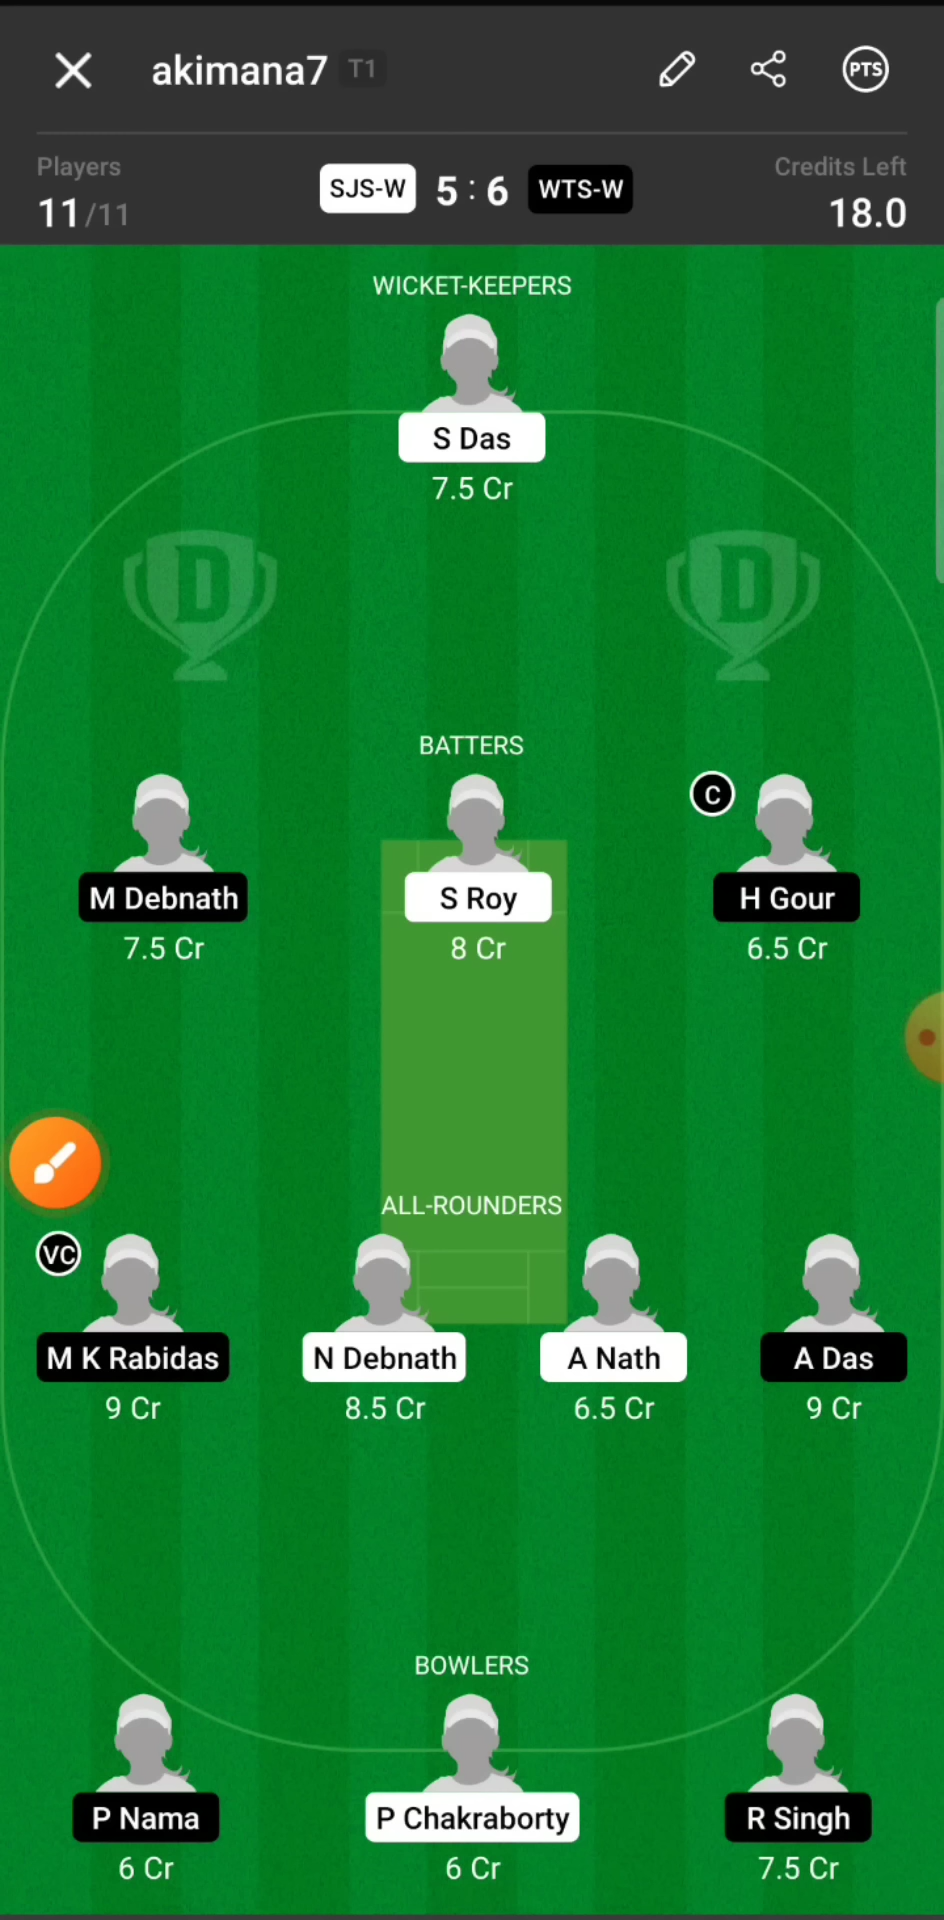 akimana7 T1
PTS
Players
Credits Left
11/11
SJS-W 5 : 6 WTS-W
18.0
WICKET-KEEPERS
S Das
7.5 Cr
D D
BATTERS
C
M Debnath S Roy H Gour
7.5 Cr 8 Cr 6.5 Cr
ALL-ROUNDERS
VC
M K Rabidas N Debnath A Nath A Das
9 Cr 8.5 Cr 6.5 Cr 9 Cr
BOWLERS
P Nama P Chakraborty R Singh
6 Cr 6 Cr 7.5 Cr